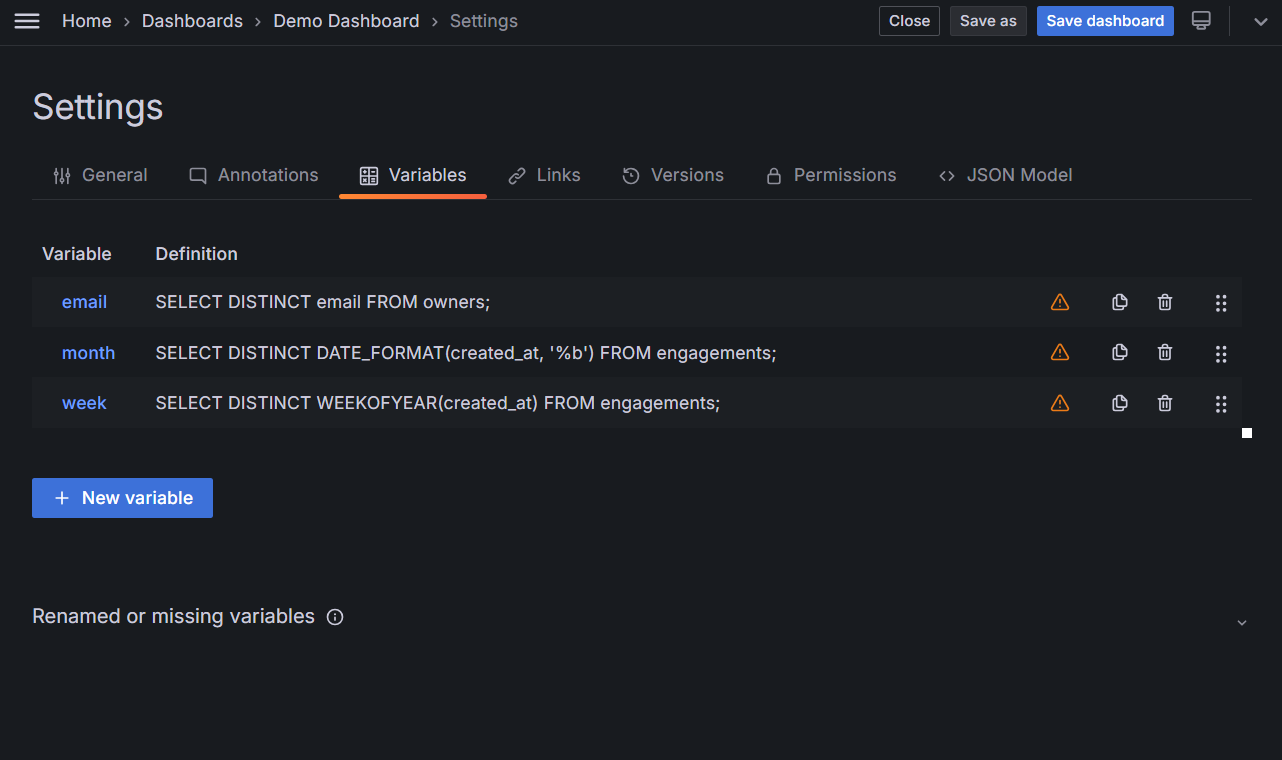 Home › Dashboards › Demo Dashboard › Settings Close Save as Save dashboard
Settings
General Annotations Variables Links Versions Permissions JSON Model
Variable Definition
email SELECT DISTINCT email FROM owners;
month SELECT DISTINCT DATE_FORMAT(created_at, '%b') FROM engagements;
week SELECT DISTINCT WEEKOFYEAR(created_at) FROM engagements;
+ New variable
Renamed or missing variables